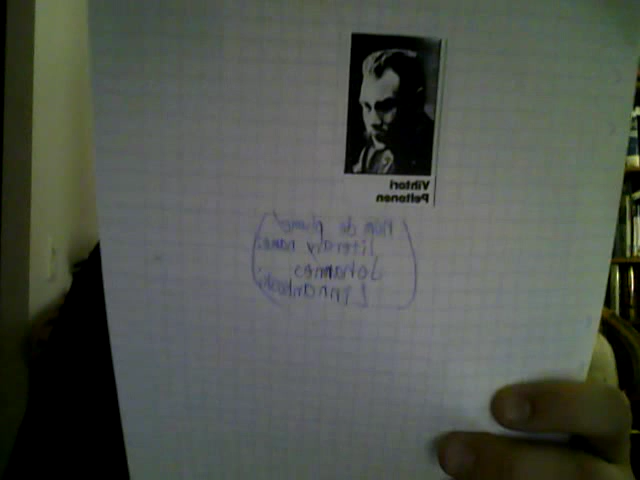 Vihtori
Peltonen
(Nom de plume/
literary name:
Johannes
Linnankoski)